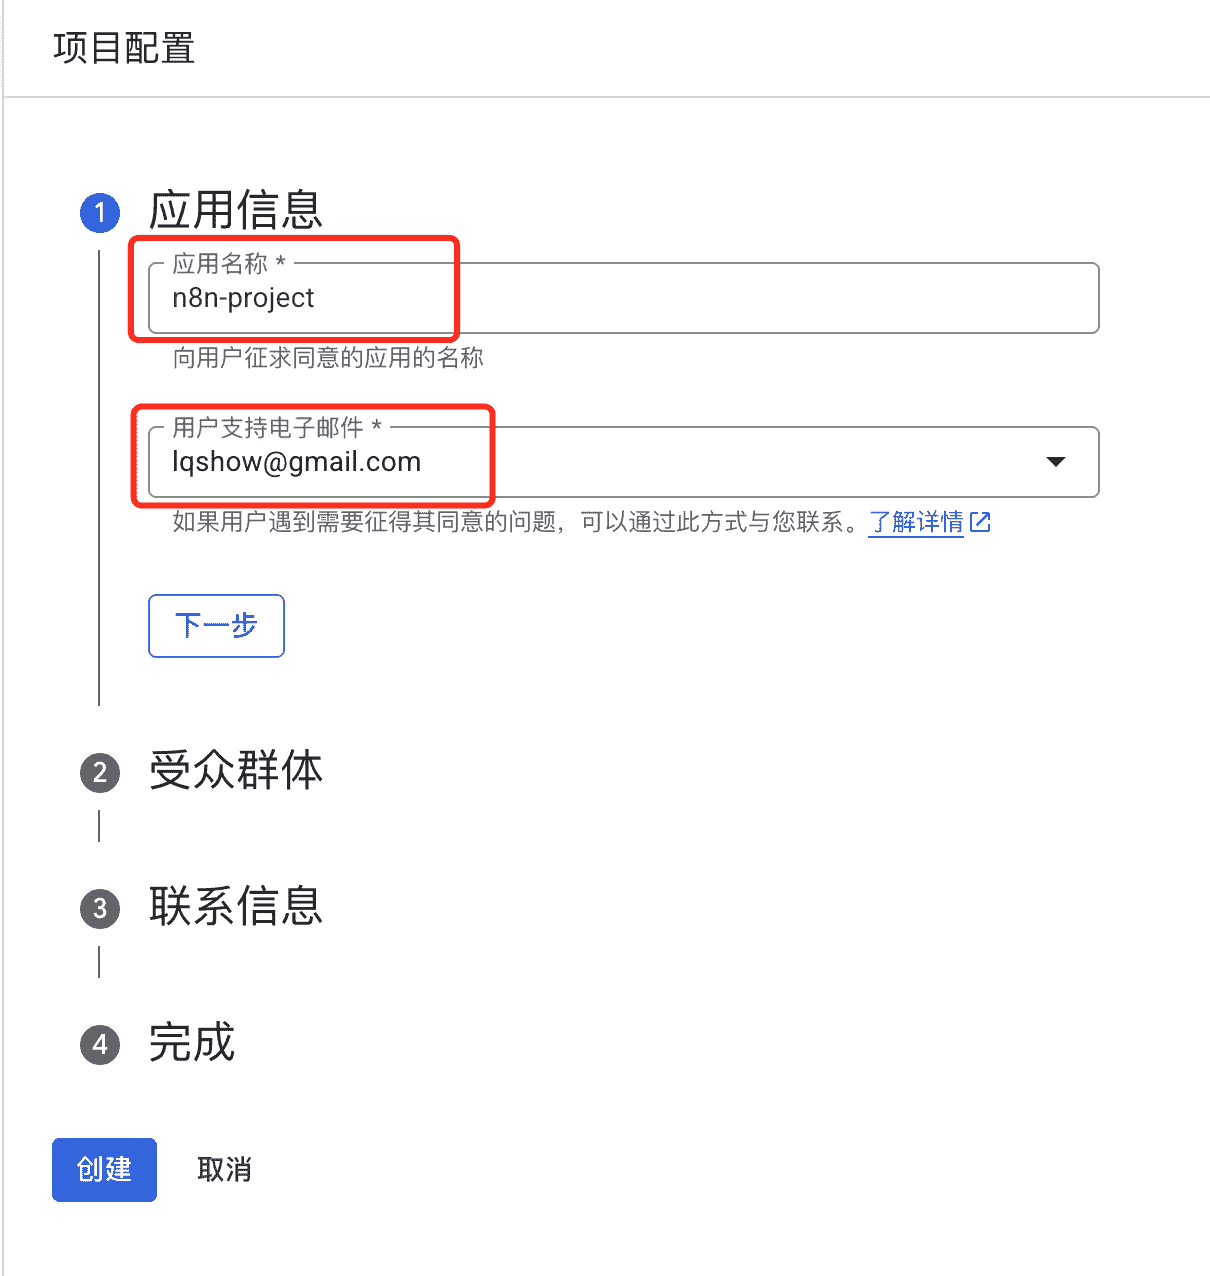 项目配置
1 应用信息
应用名称 *
n8n-project
向用户征求同意的应用的名称
用户支持电子邮件 *
lqshow@gmail.com
如果用户遇到需要征得其同意的问题，可以通过此方式与您联系。了解详情
下一步
2 受众群体
3 联系信息
4 完成
创建 取消